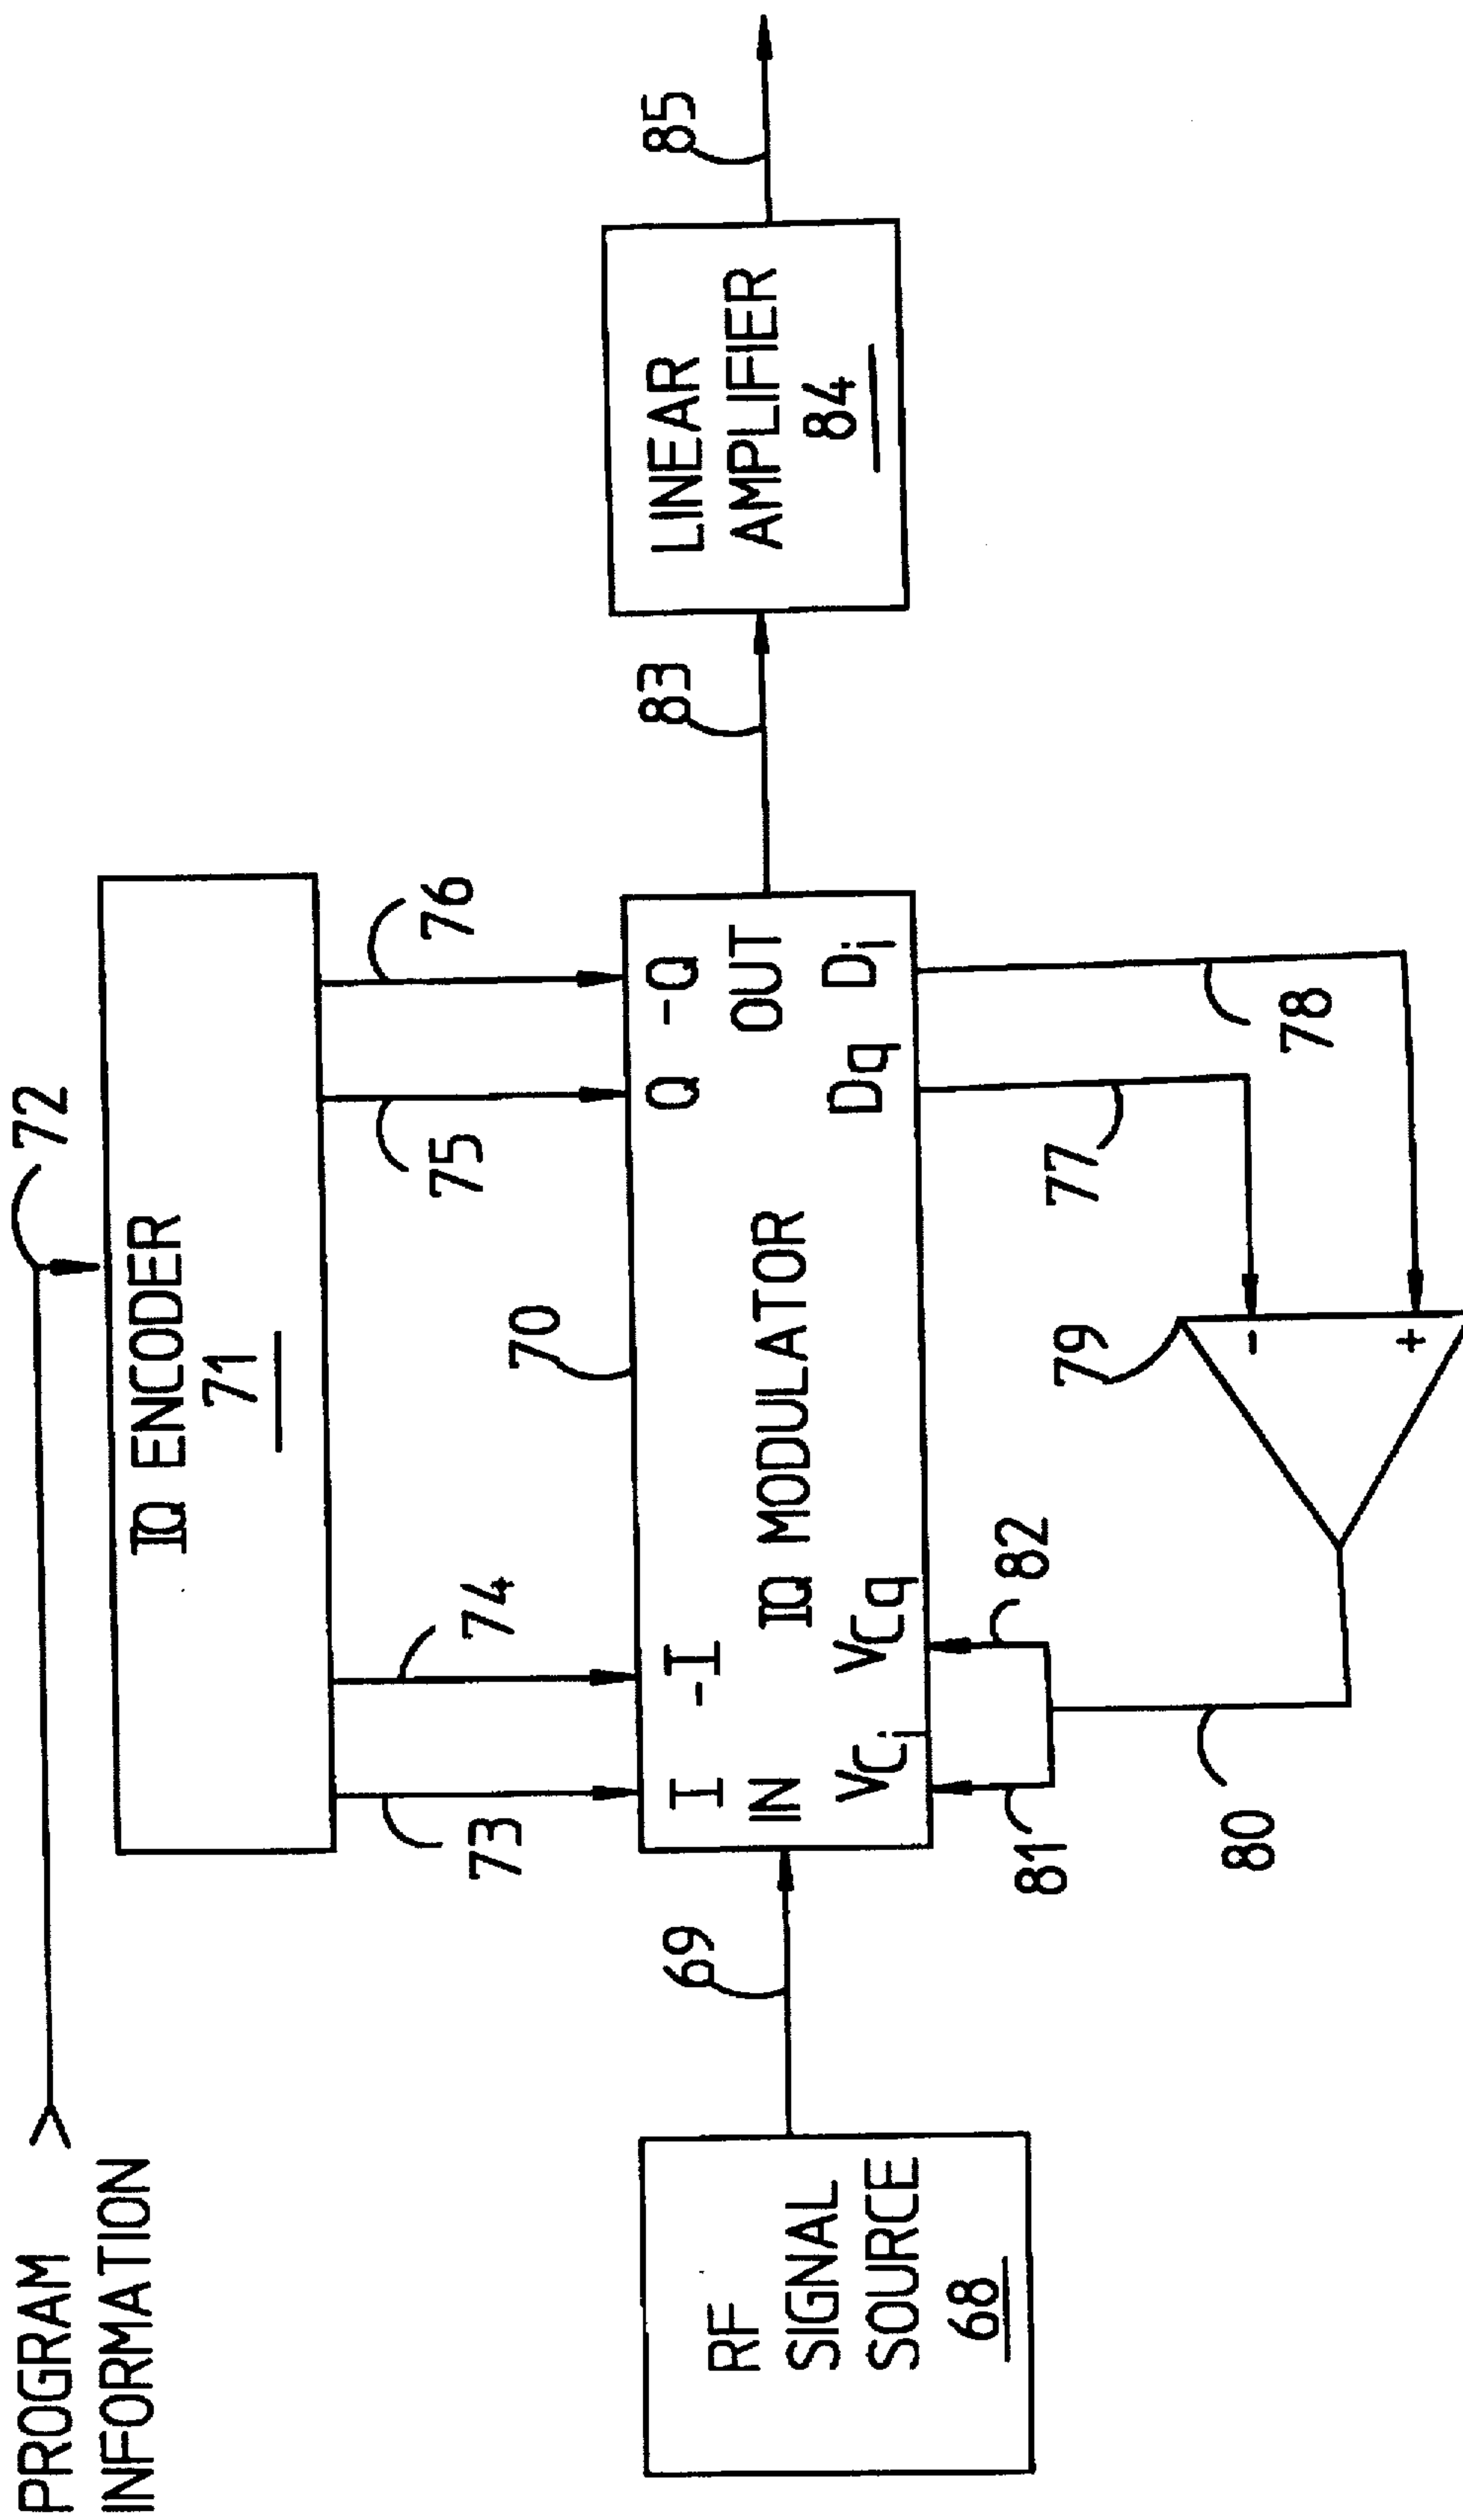 PROGRAM
INFORMATION
72
IQ ENCODER
71
73
74
75
76
70
I -I
Q -Q
IN
IQ MODULATOR
OUT
VCi VCq
Dq Di
RF
SIGNAL
SOURCE
68
69
83
LINEAR
AMPLIFIER
84
85
81
82
80
79
77
78
-
+